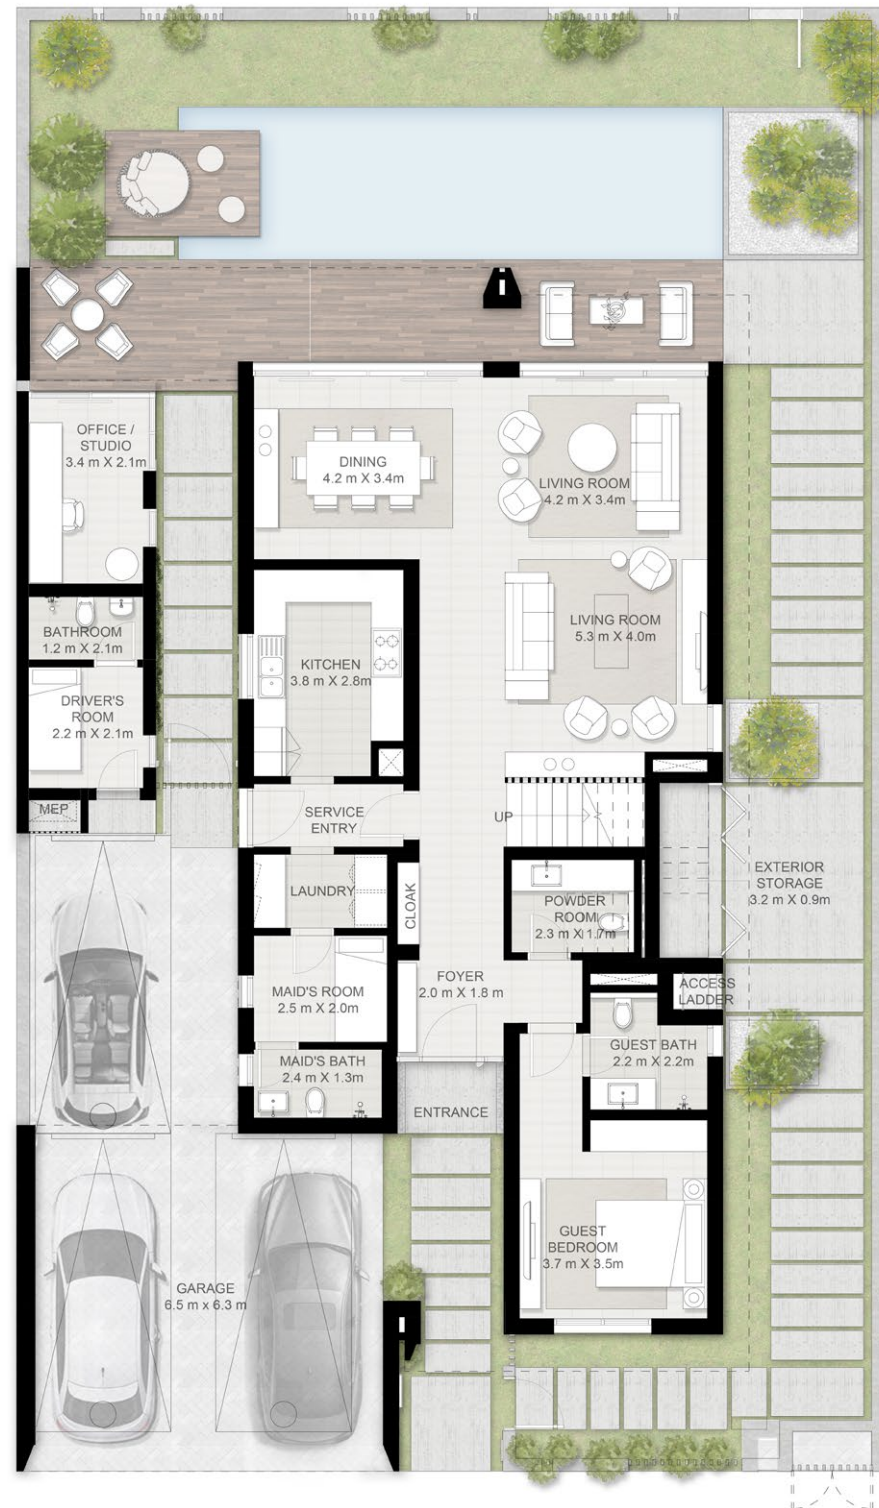 OFFICE /
STUDIO
3.4 m X 2.1m
DINING
4.2 m X 3.4m
LIVING ROOM
4.2 m X 3.4m
BATHROOM
1.2 m X 2.1m
KITCHEN
3.8 m X 2.8m
LIVING ROOM
5.3 m X 4.0m
DRIVER'S
ROOM
2.2 m X 2.1m
MEP
SERVICE
ENTRY
UP
LAUNDRY
CLOAK
POWDER
ROOM
2.3 m X 1.7m
EXTERIOR
STORAGE
3.2 m X 0.9m
MAID'S ROOM
2.5 m X 2.0m
FOYER
2.0 m X 1.8 m
ACCESS
LADDER
MAID'S BATH
2.4 m X 1.3m
GUEST BATH
2.2 m X 2.2m
ENTRANCE
GUEST
BEDROOM
3.7 m X 3.5m
GARAGE
6.5 m x 6.3 m